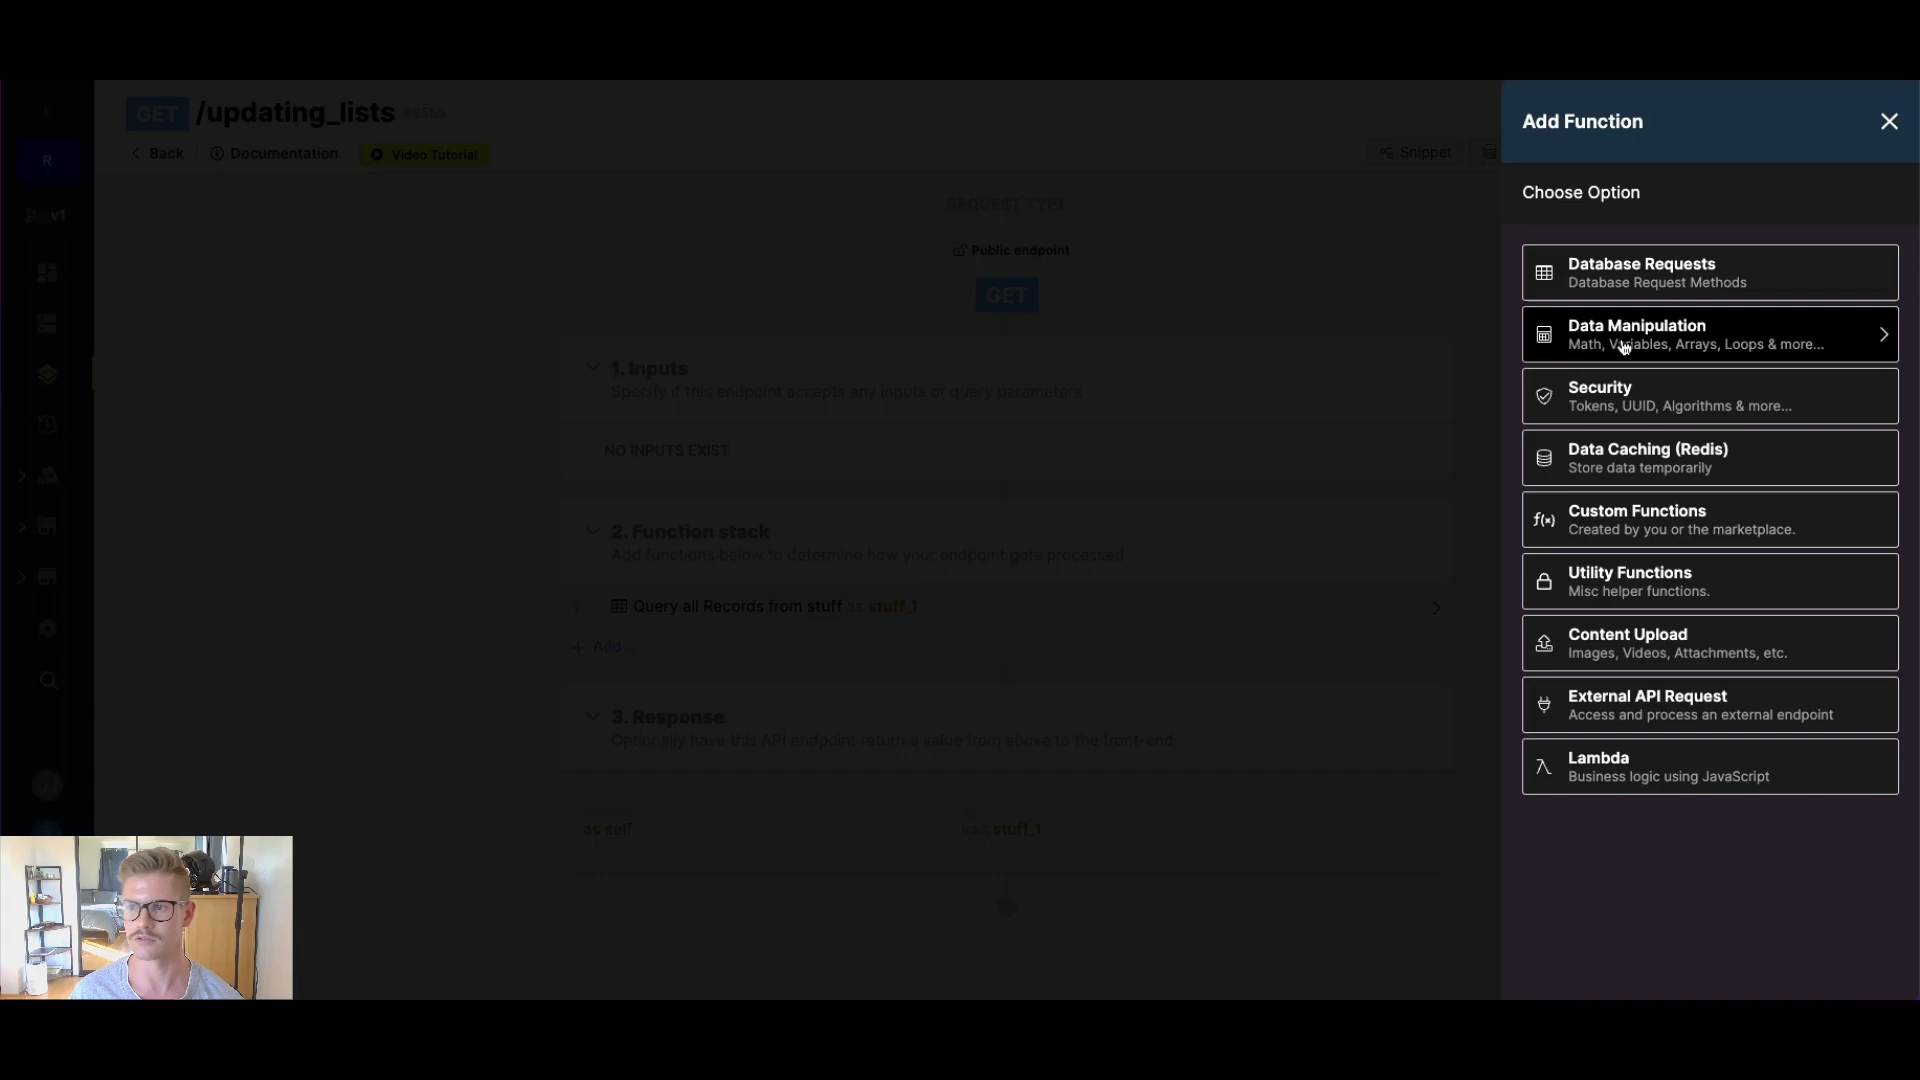 GET /updating_lists #6565
Back Documentation Video Tutorial
Snippet
R
v1
REQUEST TYPE
Public endpoint
GET
1. Inputs
Specify if this endpoint accepts any inputs or query parameters
NO INPUTS EXIST
2. Function stack
Add functions below to determine how your endpoint gets processed
Query all Records from stuff as stuff_1
+ Add ..
3. Response
Optionally have this API endpoint return a value from above to the front-end
as self
var: stuff_1
Add Function
Choose Option
Database Requests
Database Request Methods
Data Manipulation
Math, Variables, Arrays, Loops & more...
Security
Tokens, UUID, Algorithms & more...
Data Caching (Redis)
Store data temporarily
f(x) Custom Functions
Created by you or the marketplace.
Utility Functions
Misc helper functions.
Content Upload
Images, Videos, Attachments, etc.
External API Request
Access and process an external endpoint
Lambda
Business logic using JavaScript